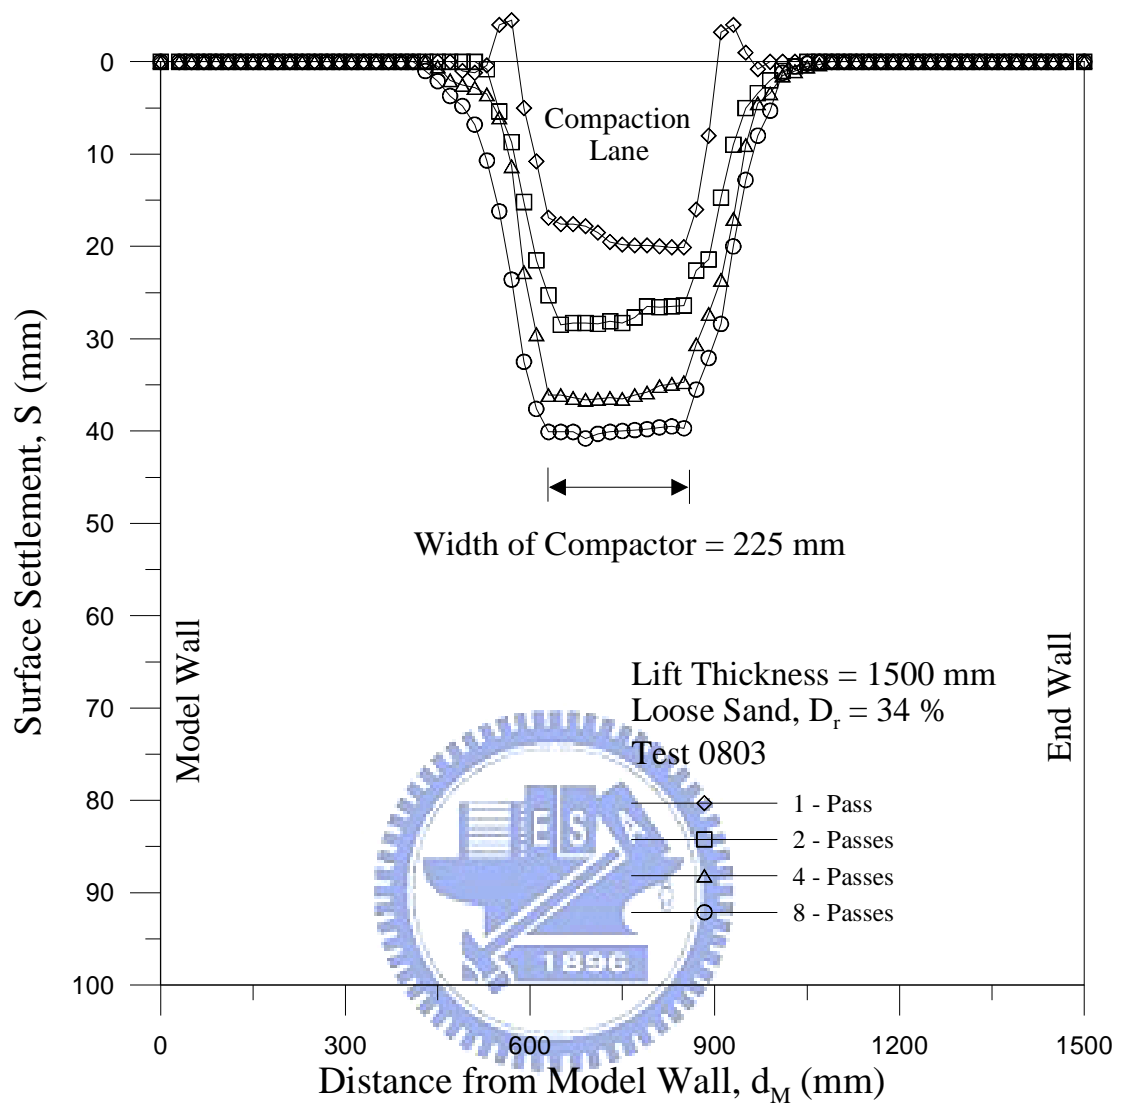 0
10
20
30
40
50
60
70
80
90
100
Surface Settlement, S (mm)
Compaction
Lane
Width of Compactor = 225 mm
Model Wall
End Wall
Lift Thickness = 1500 mm
Loose Sand, Dr = 34 %
Test 0803
1 - Pass
2 - Passes
4 - Passes
8 - Passes
E S A
1896
0 300 600 900 1200 1500
Distance from Model Wall, dM (mm)